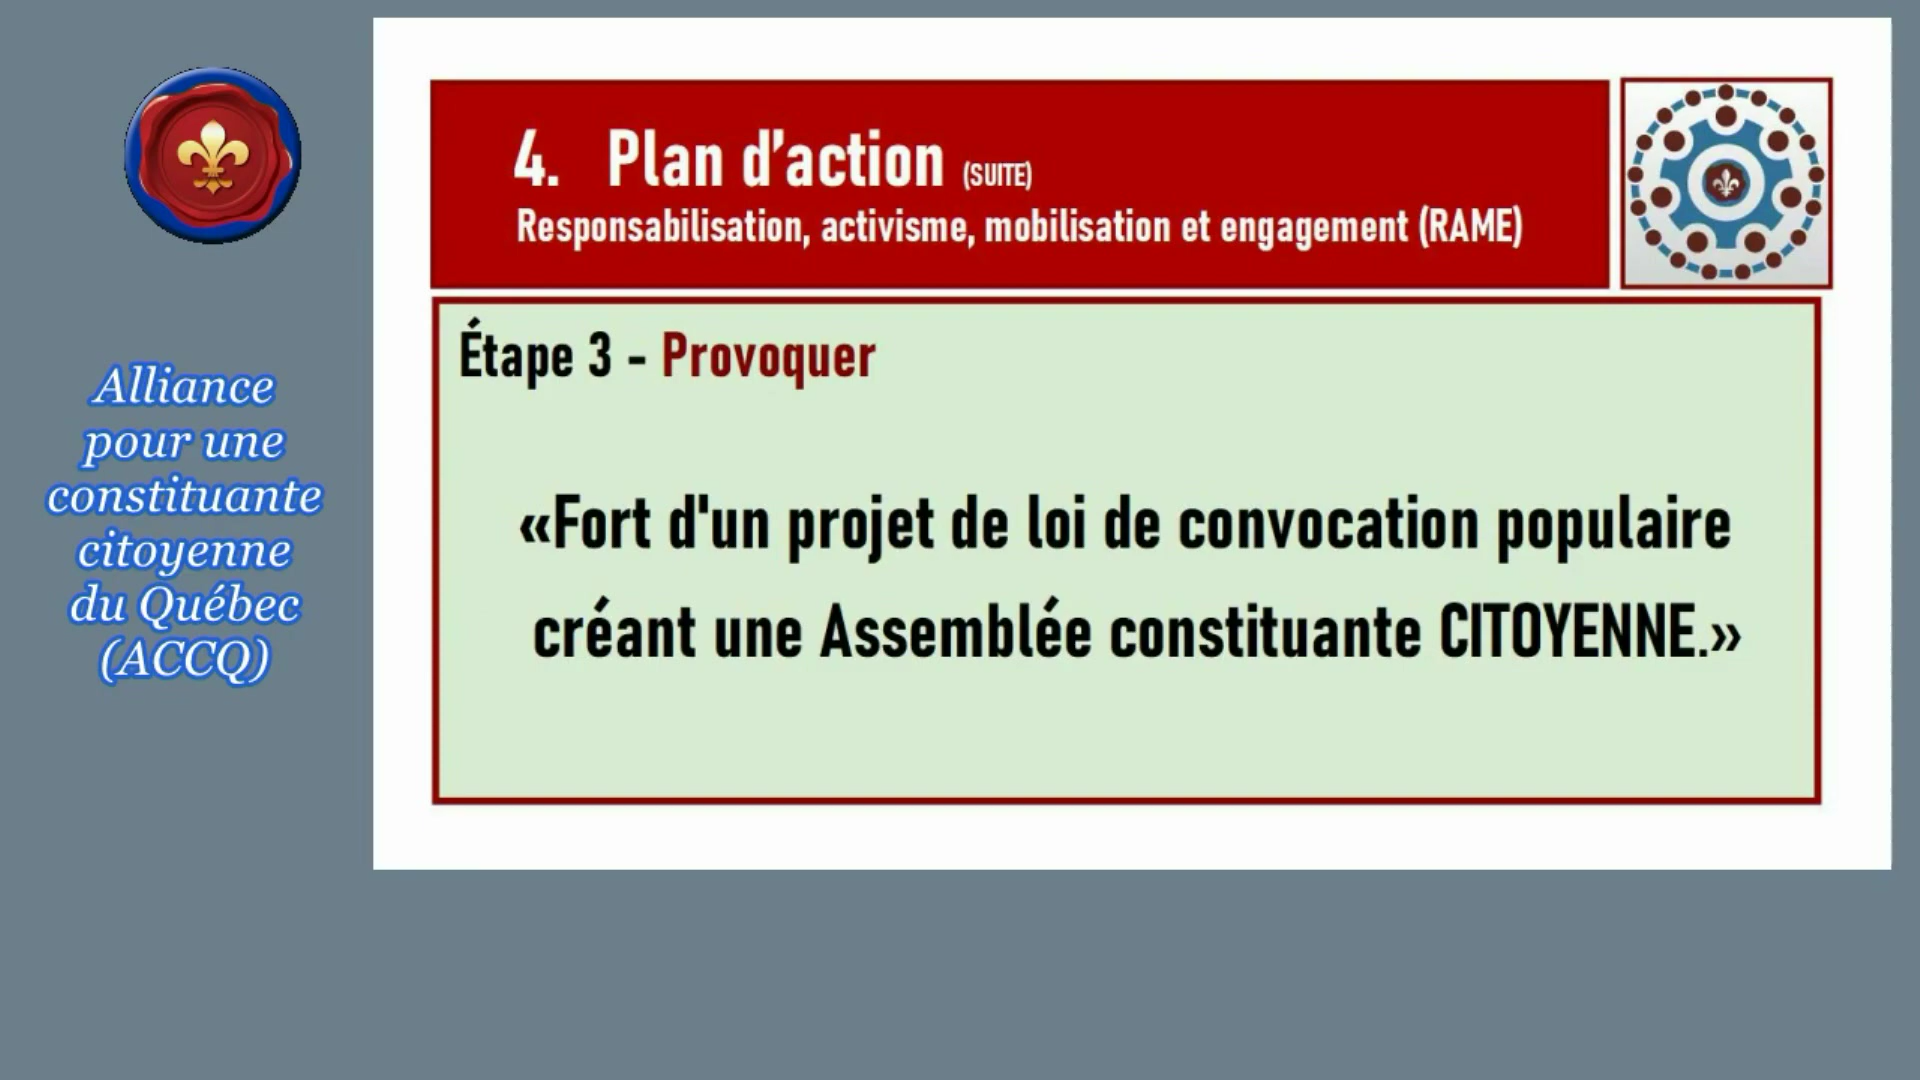 Alliance
pour une
constituante
citoyenne
du Québec
(ACCQ)
4. Plan d’action (SUITE)
Responsabilisation, activisme, mobilisation et engagement (RAME)
Étape 3 - Provoquer
«Fort d'un projet de loi de convocation populaire
créant une Assemblée constituante CITOYENNE.»